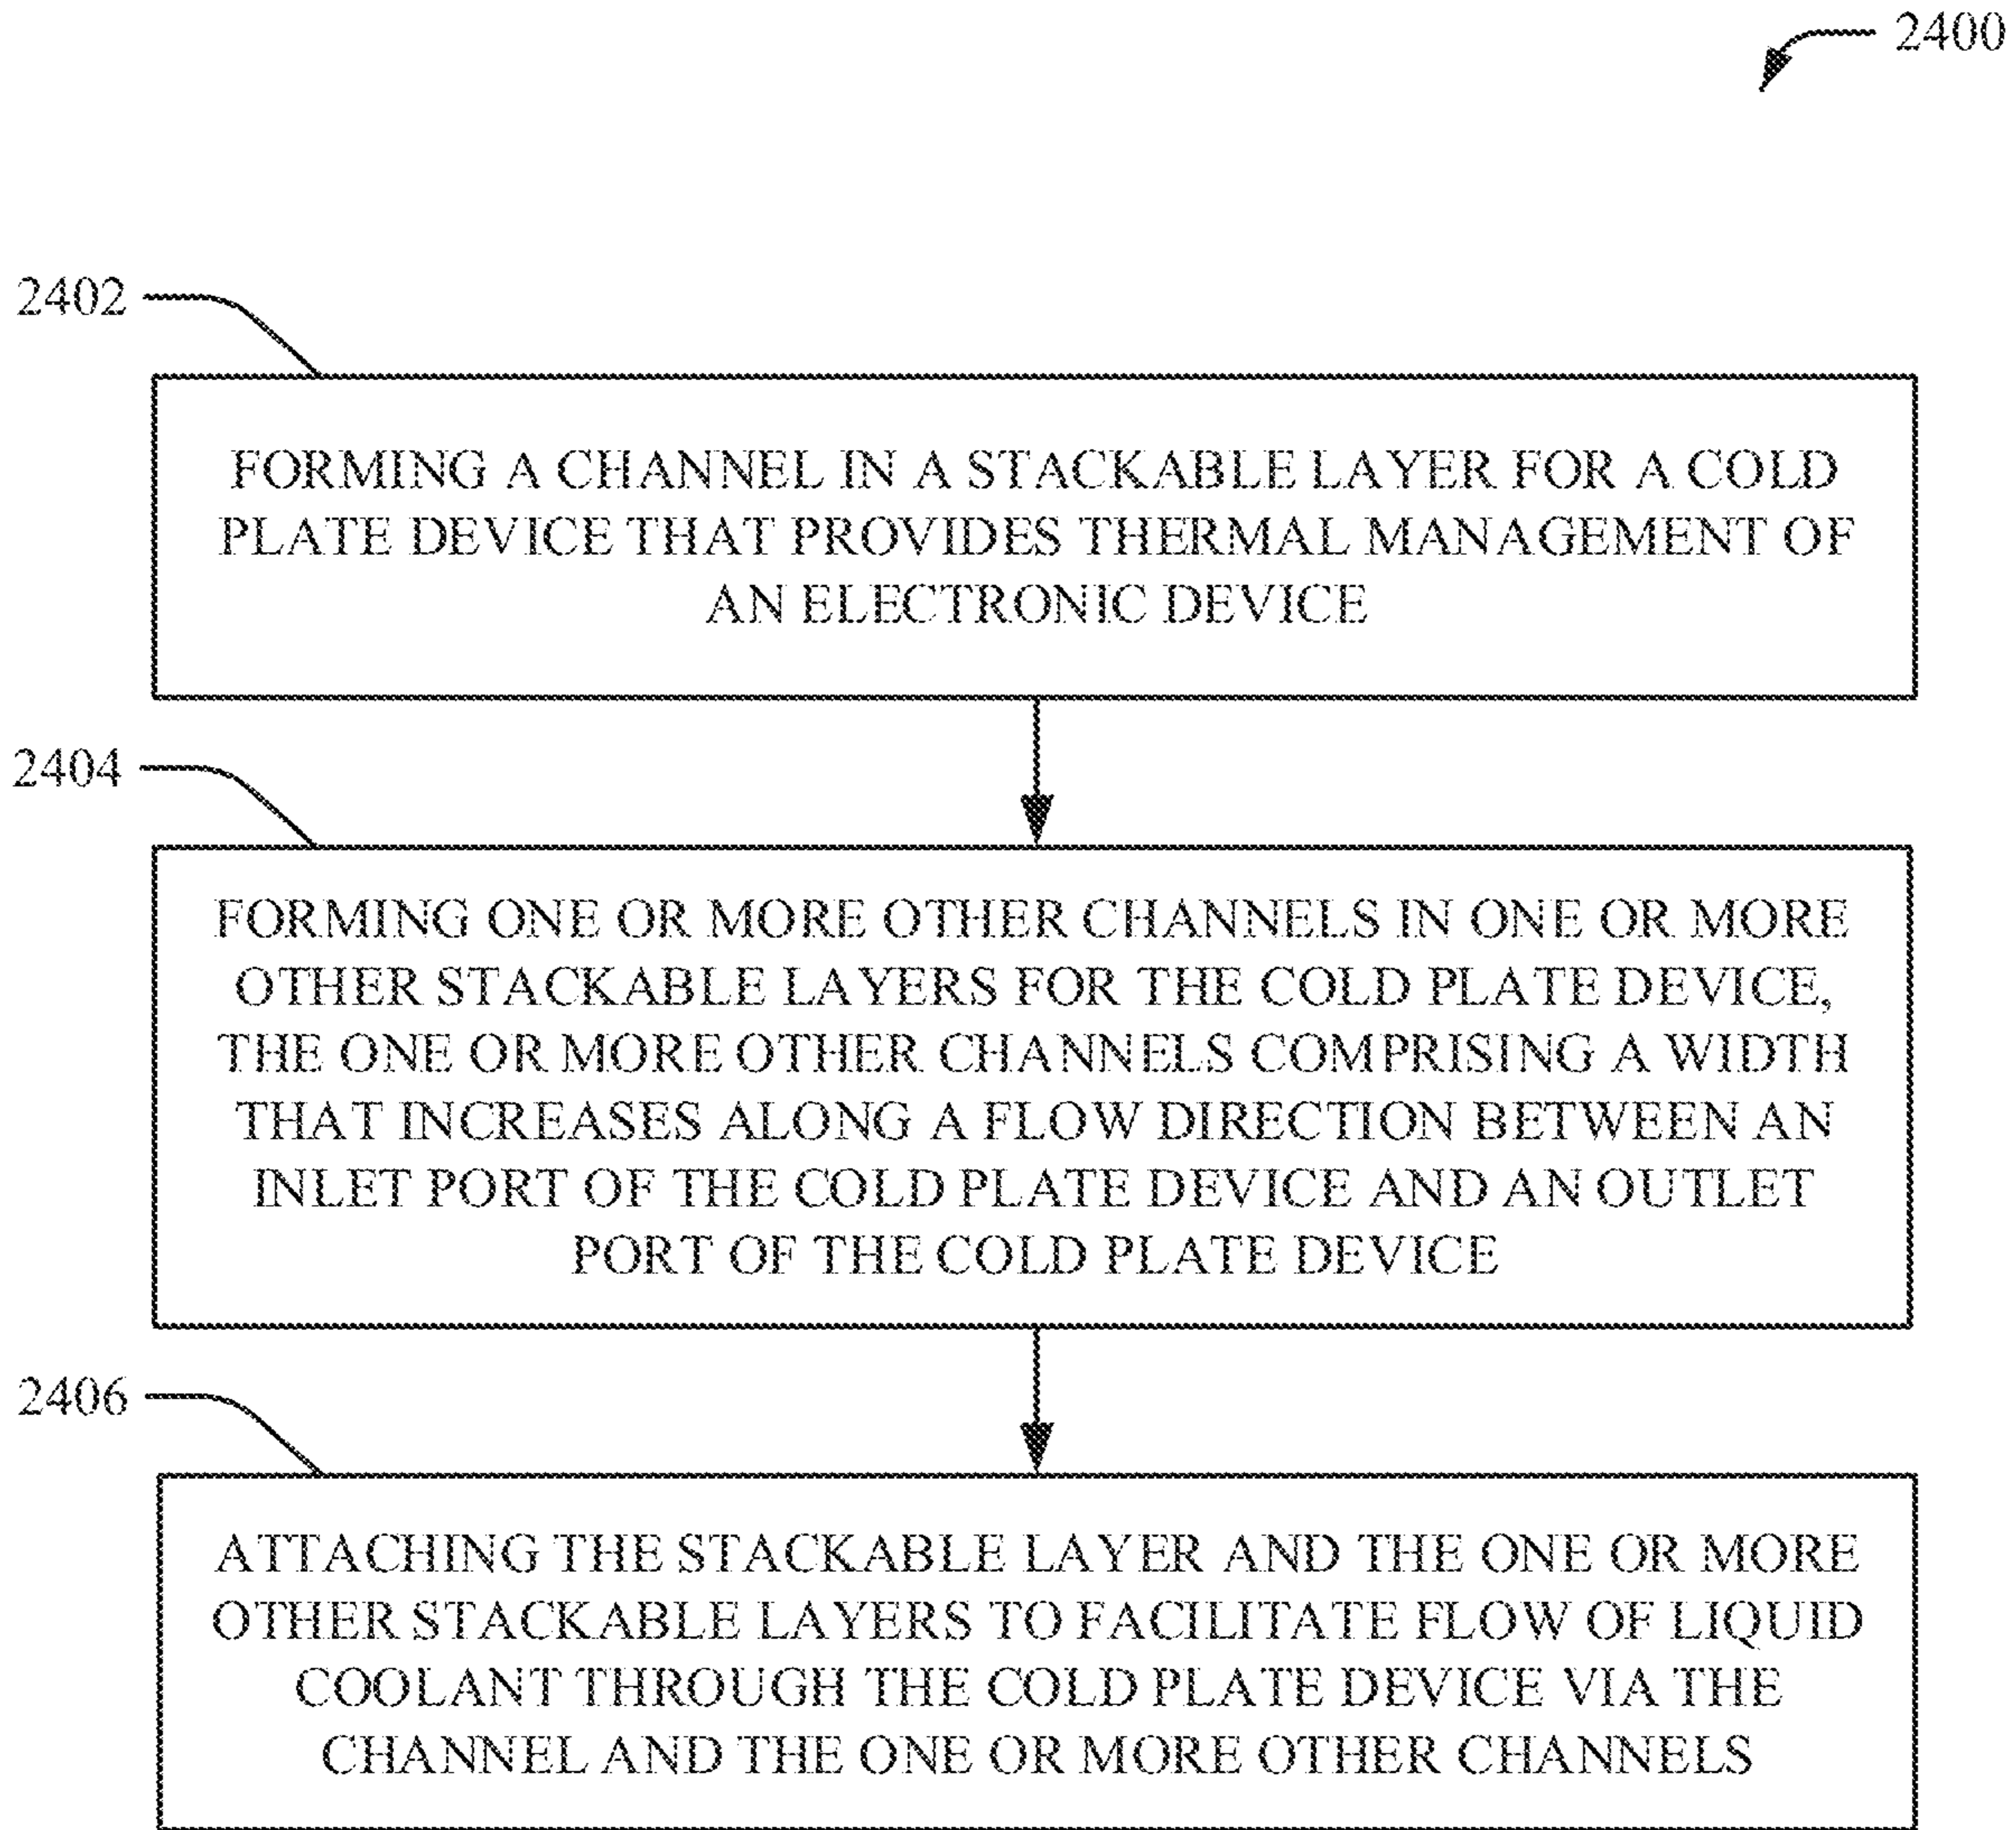 2400
2402
FORMING A CHANNEL IN A STACKABLE LAYER FOR A COLD
PLATE DEVICE THAT PROVIDES THERMAL MANAGEMENT OF
AN ELECTRONIC DEVICE
2404
FORMING ONE OR MORE OTHER CHANNELS IN ONE OR MORE
OTHER STACKABLE LAYERS FOR THE COLD PLATE DEVICE,
THE ONE OR MORE OTHER CHANNELS COMPRISING A WIDTH
THAT INCREASES ALONG A FLOW DIRECTION BETWEEN AN
INLET PORT OF THE COLD PLATE DEVICE AND AN OUTLET
PORT OF THE COLD PLATE DEVICE
2406
ATTACHING THE STACKABLE LAYER AND THE ONE OR MORE
OTHER STACKABLE LAYERS TO FACILITATE FLOW OF LIQUID
COOLANT THROUGH THE COLD PLATE DEVICE VIA THE
CHANNEL AND THE ONE OR MORE OTHER CHANNELS